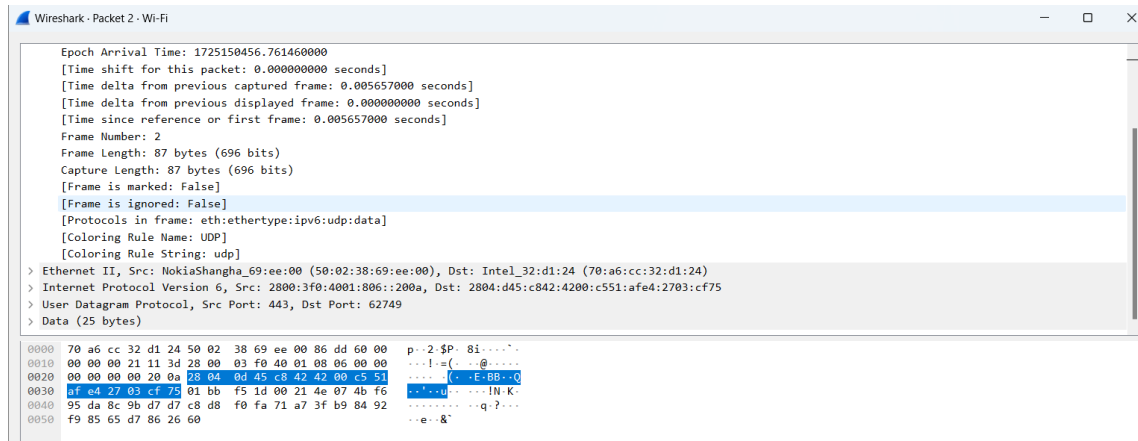 Wireshark · Packet 2 · Wi-Fi
Epoch Arrival Time: 1725150456.761460000
[Time shift for this packet: 0.000000000 seconds]
[Time delta from previous captured frame: 0.005657000 seconds]
[Time delta from previous displayed frame: 0.000000000 seconds]
[Time since reference or first frame: 0.005657000 seconds]
Frame Number: 2
Frame Length: 87 bytes (696 bits)
Capture Length: 87 bytes (696 bits)
[Frame is marked: False]
[Frame is ignored: False]
[Protocols in frame: eth:ethertype:ipv6:udp:data]
[Coloring Rule Name: UDP]
[Coloring Rule String: udp]
> Ethernet II, Src: NokiaShangha_69:ee:00 (50:02:38:69:ee:00), Dst: Intel_32:d1:24 (70:a6:cc:32:d1:24)
> Internet Protocol Version 6, Src: 2800:3f0:4001:806::200a, Dst: 2804:d45:c842:4200:c551:afe4:2703:cf75
> User Datagram Protocol, Src Port: 443, Dst Port: 62749
> Data (25 bytes)
0000 70 a6 cc 32 d1 24 50 02 38 69 ee 00 86 dd 60 00 p··2·$P· 8i····`·
0010 00 00 00 21 11 3d 28 00 03 f0 40 01 08 06 00 00 ···!·=(· ··@·····
0020 00 00 00 00 20 0a 28 04 0d 45 c8 42 42 00 c5 51 ···· ·(· ·E·BB··Q
0030 af e4 27 03 cf 75 01 bb f5 1d 00 21 4e 07 4b f6 ··'··u·· ···!N·K·
0040 95 da 8c 9b d7 d7 c8 d8 f0 fa 71 a7 3f b9 84 92 ········ ··q·?···
0050 f9 85 65 d7 86 26 60 ··e··&`